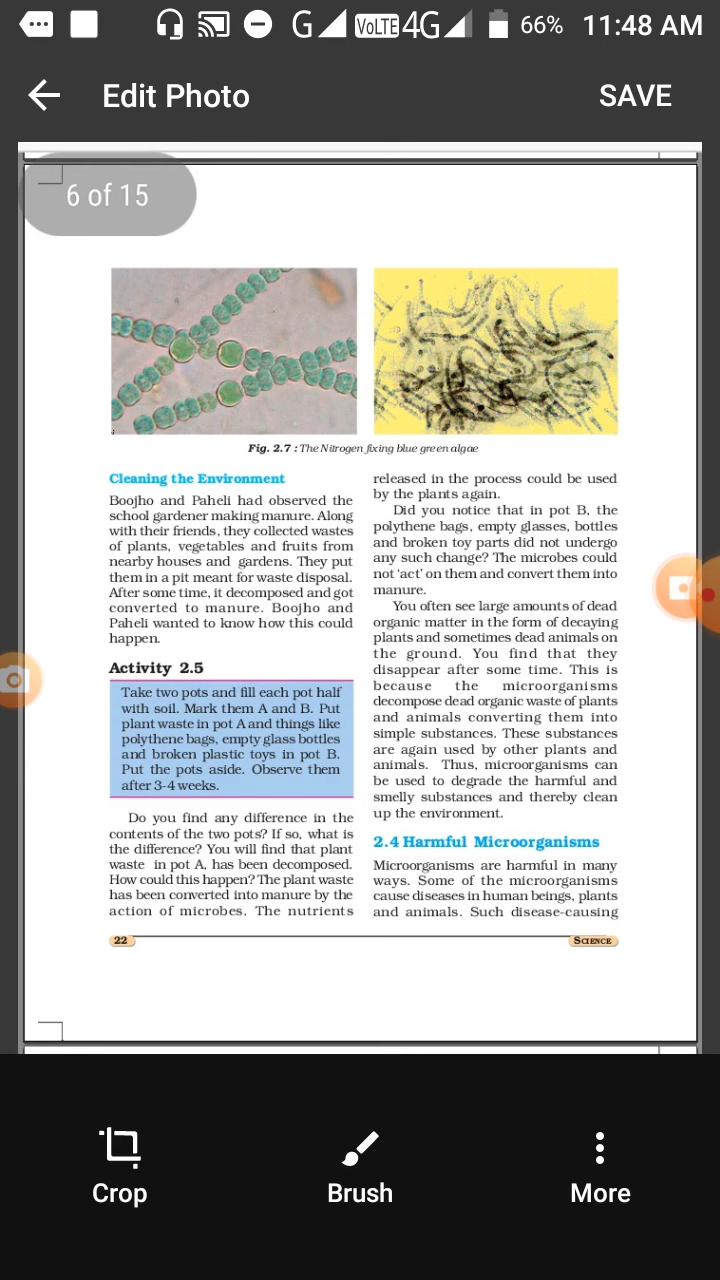 G VoLTE 4G 66% 11:48 AM
Edit Photo SAVE
6 of 15
Fig. 2.7 : The Nitrogen fixing blue green algae
Cleaning the Environment
Boojho and Paheli had observed the
school gardener making manure. Along
with their friends, they collected wastes
of plants, vegetables and fruits from
nearby houses and gardens. They put
them in a pit meant for waste disposal.
After some time, it decomposed and got
converted to manure. Boojho and
Paheli wanted to know how this could
happen.
Activity 2.5
Take two pots and fill each pot half
with soil. Mark them A and B. Put
plant waste in pot A and things like
polythene bags, empty glass bottles
and broken plastic toys in pot B.
Put the pots aside. Observe them
after 3-4 weeks.
Do you find any difference in the
contents of the two pots? If so, what is
the difference? You will find that plant
waste in pot A, has been decomposed.
How could this happen? The plant waste
has been converted into manure by the
action of microbes. The nutrients
released in the process could be used
by the plants again.
Did you notice that in pot B, the
polythene bags, empty glasses, bottles
and broken toy parts did not undergo
any such change? The microbes could
not 'act' on them and convert them into
manure.
You often see large amounts of dead
organic matter in the form of decaying
plants and sometimes dead animals on
the ground. You find that they
disappear after some time. This is
because the microorganisms
decompose dead organic waste of plants
and animals converting them into
simple substances. These substances
are again used by other plants and
animals. Thus, microorganisms can
be used to degrade the harmful and
smelly substances and thereby clean
up the environment.
2.4 Harmful Microorganisms
Microorganisms are harmful in many
ways. Some of the microorganisms
cause diseases in human beings, plants
and animals. Such disease-causing
22 SCIENCE
Crop Brush More